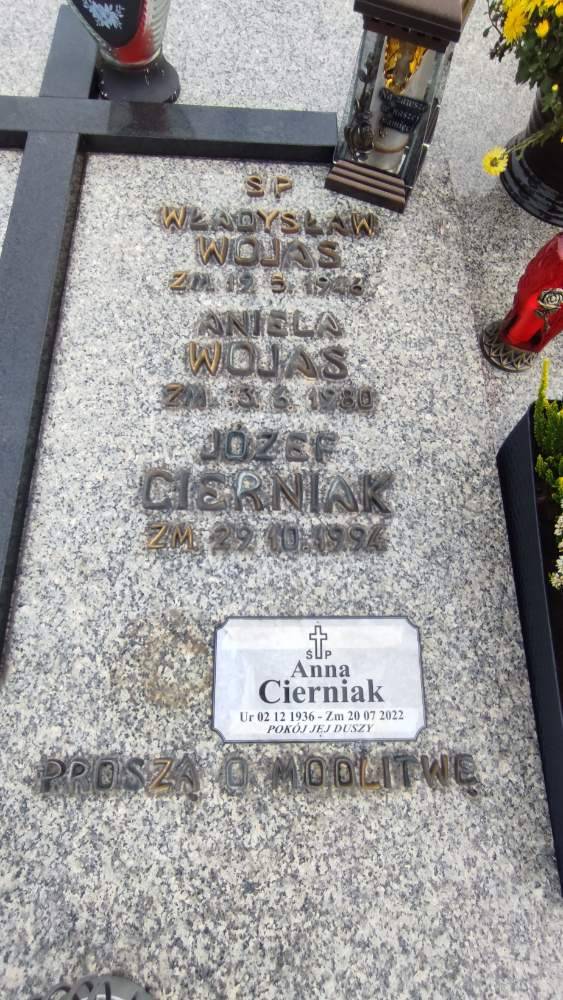 ŚP
WŁADYSŁAW
WOJAS
ZM. 12.5.1946
ANIELA
WOJAS
ZM. 3.6.1980
JÓZEF
CIERNIAK
ZM. 29.10.1994
ŚP
Anna
Cierniak
Ur 02 12 1936 - Zm 20 07 2022
POKÓJ JEJ DUSZY
PROSZĄ O MODLITWĘ